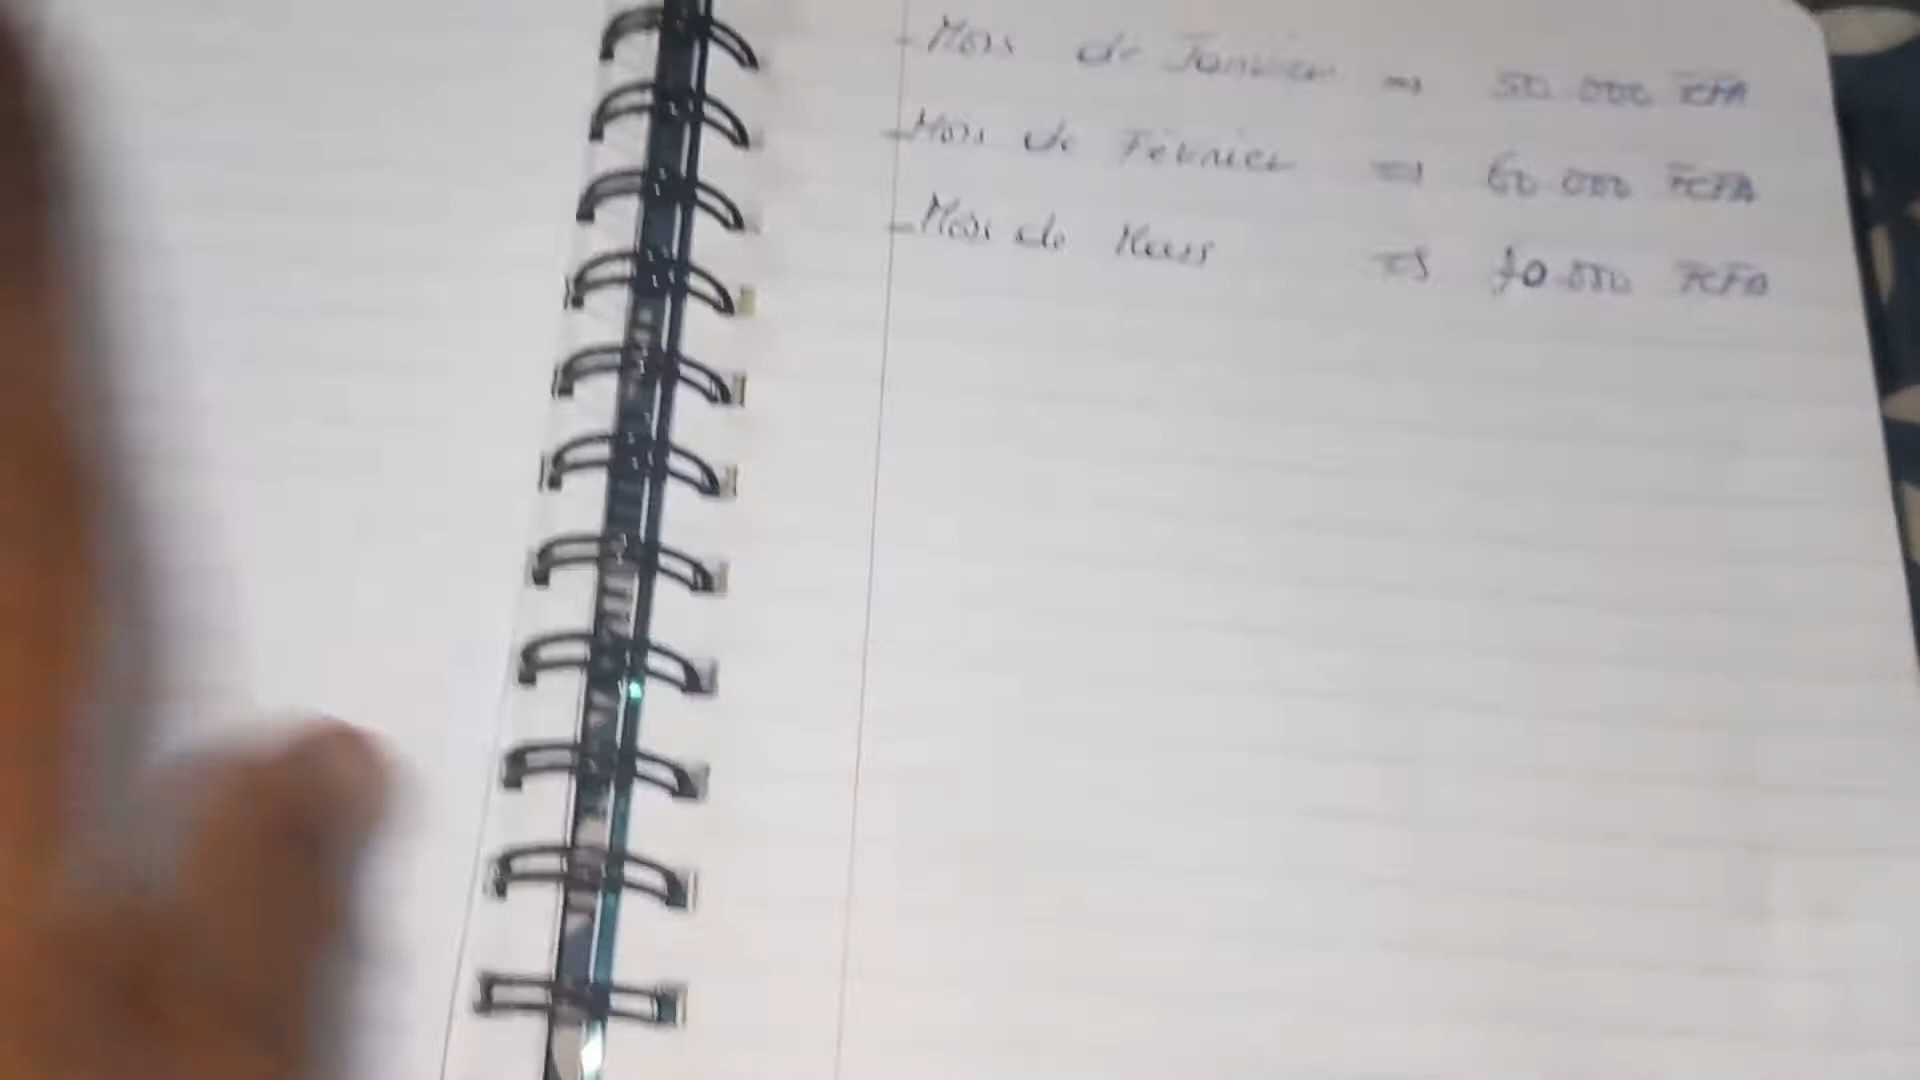 - Mois de Janvier => 50.000 FCFA
- Mois de Février => 60.000 FCFA
- Mois de Mars => 70.000 FCFA